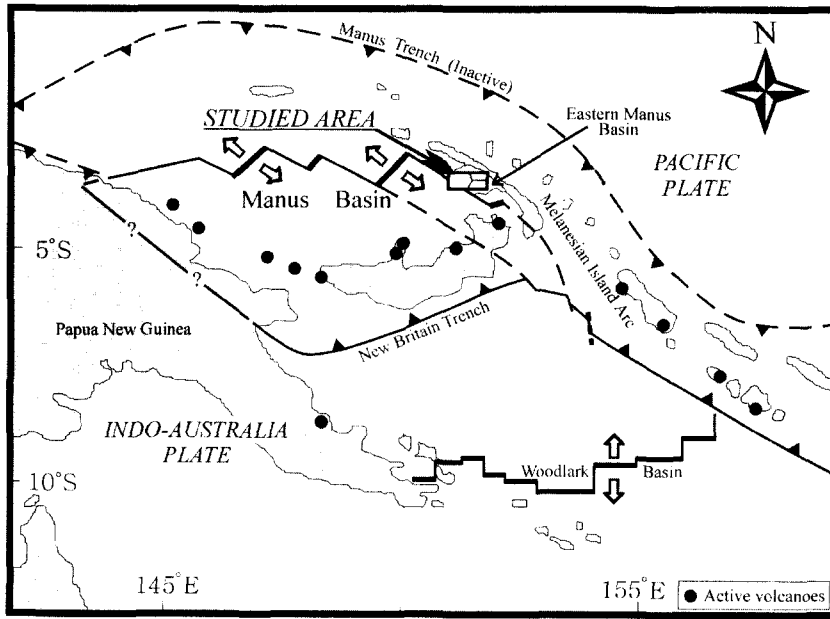 Manus Trench (Inactive)
N
STUDIED AREA
Eastern Manus
Basin
PACIFIC
PLATE
Manus Basin
5°S
?
?
Melanesian Island Arc
Papua New Guinea
New Britain Trench
INDO-AUSTRALIA
PLATE
Woodlark Basin
10°S
145°E
155°E
Active volcanoes